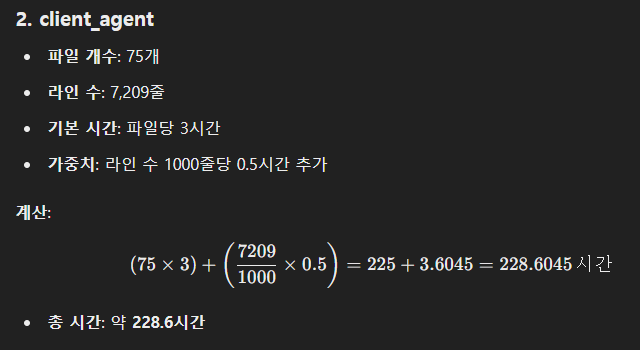 2. client_agent
• 파일 개수: 75개
• 라인 수: 7,209줄
• 기본 시간: 파일당 3시간
• 가중치: 라인 수 1000줄당 0.5시간 추가
계산:
(75 × 3) + (7209/1000 × 0.5) = 225 + 3.6045 = 228.6045 시간
• 총 시간: 약 228.6시간